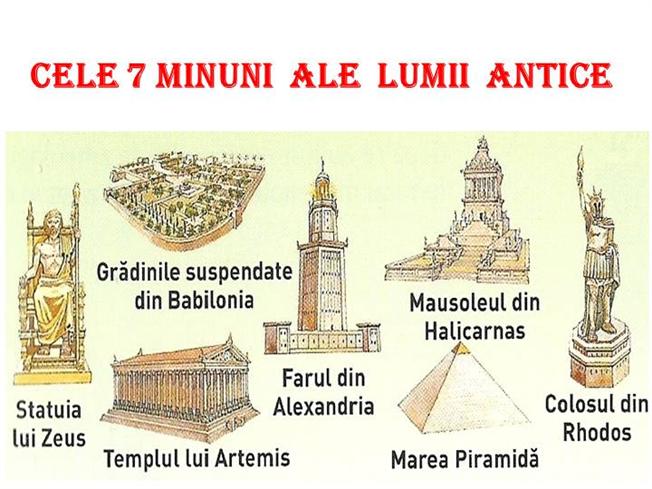 CELE 7 MINUNI ALE LUMII ANTICE
Grădinile suspendate
din Babilonia
Mausoleul din
Halicarnas
Statuia
lui Zeus
Farul din
Alexandria
Colosul din
Rhodos
Templul lui Artemis
Marea Piramidă